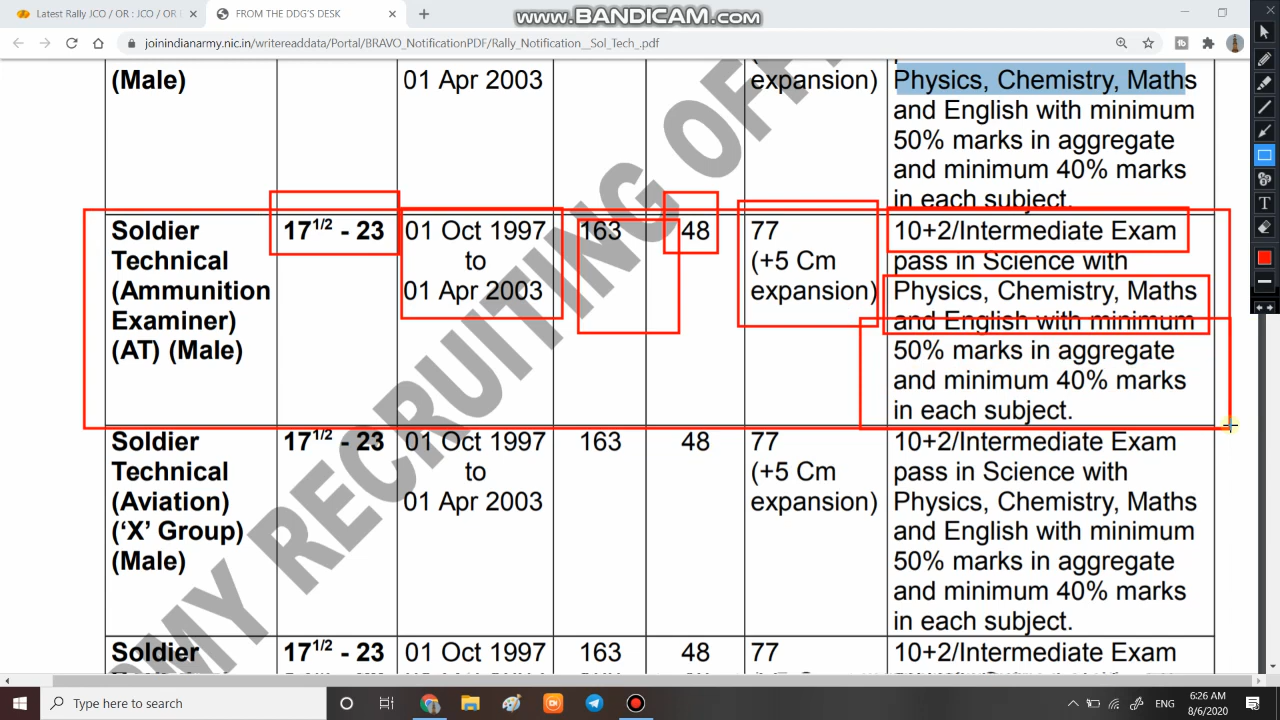 Latest Rally JCO / OR : JCO / OR
FROM THE DDG'S DESK
www.BANDICAM.com
joinindianarmy.nic.in/writereaddata/Portal/BRAVO_NotificationPDF/Rally_Notification__Sol_Tech_.pdf
(Male) 01 Apr 2003 expansion) Physics, Chemistry, Maths
and English with minimum
50% marks in aggregate
and minimum 40% marks
in each subject.
Soldier 17 1/2 - 23 01 Oct 1997 163 48 77 10+2/Intermediate Exam
Technical to (+5 Cm pass in Science with
(Ammunition 01 Apr 2003 expansion) Physics, Chemistry, Maths
Examiner) and English with minimum
(AT) (Male) 50% marks in aggregate
and minimum 40% marks
in each subject.
Soldier 17 1/2 - 23 01 Oct 1997 163 48 77 10+2/Intermediate Exam
Technical to (+5 Cm pass in Science with
(Aviation) 01 Apr 2003 expansion) Physics, Chemistry, Maths
('X' Group) and English with minimum
(Male) 50% marks in aggregate
and minimum 40% marks
in each subject.
Soldier 17 1/2 - 23 01 Oct 1997 163 48 77 10+2/Intermediate Exam
RMY RECRUITING OFF
Type here to search
ENG
6:26 AM
8/6/2020